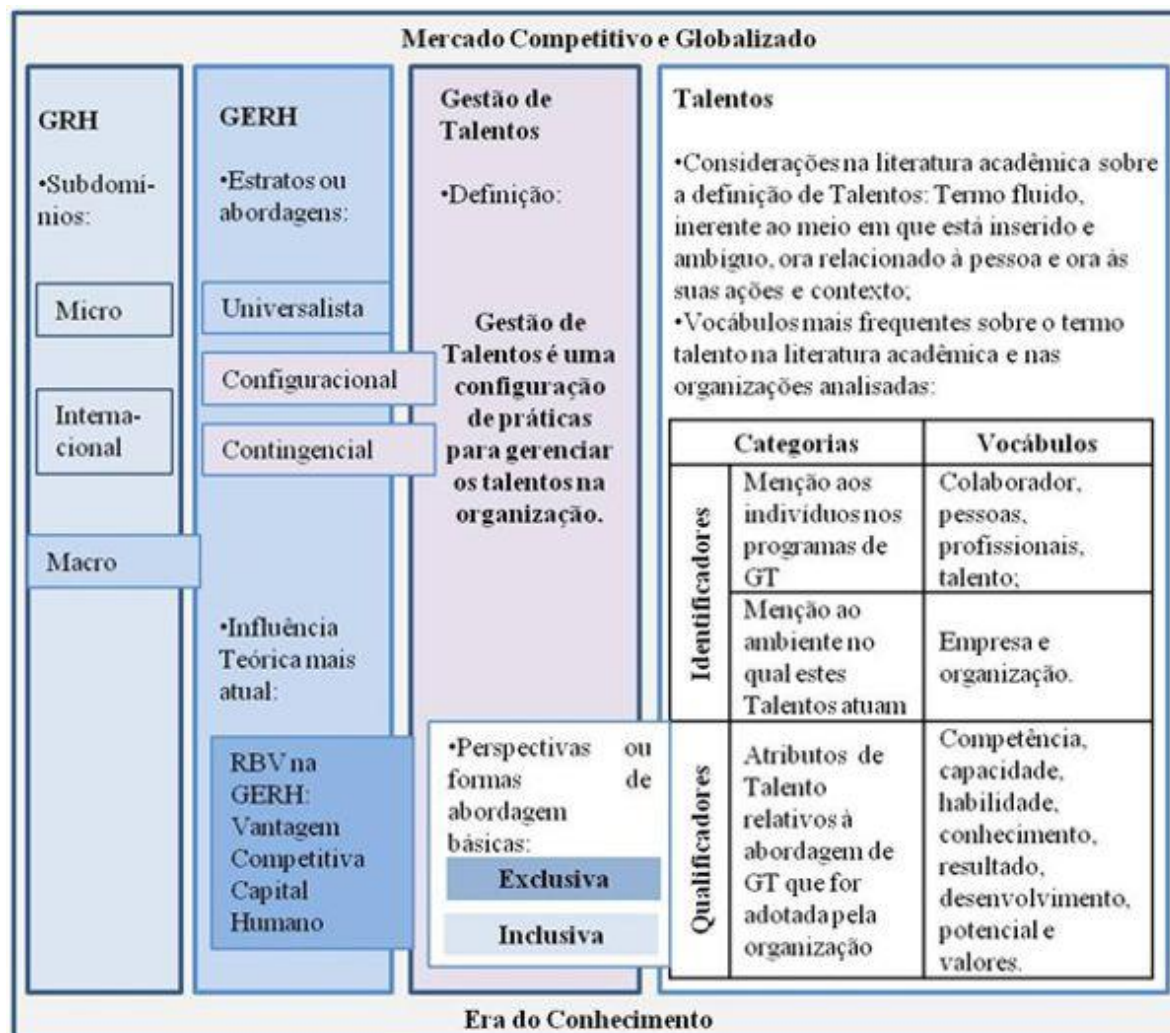 Mercado Competitivo e Globalizado
GRH
•Subdomí-
nios:
Micro
Interna-
cional
Macro
GERH
•Estratos ou
abordagens:
Universalista
Configuracional
Contingencial
•Influência
Teórica mais
atual:
RBV na
GERH:
Vantagem
Competitiva
Capital
Humano
Gestão de
Talentos
•Definição:
Gestão de
Talentos é uma
configuração
de práticas
para gerenciar
os talentos na
organização.
•Perspectivas ou
formas de
abordagem
básicas:
Exclusiva
Inclusiva
Talentos
•Considerações na literatura acadêmica sobre
a definição de Talentos: Termo fluido,
inerente ao meio em que está inserido e
ambíguo, ora relacionado à pessoa e ora às
suas ações e contexto;
•Vocábulos mais frequentes sobre o termo
talento na literatura acadêmica e nas
organizações analisadas:
Categorias
Vocábulos
Identificadores
Menção aos
indivíduos nos
programas de
GT
Colaborador,
pessoas,
profissionais,
talento;
Menção ao
ambiente no
qual estes
Talentos atuam
Empresa e
organização.
Qualificadores
Atributos de
Talento
relativos à
abordagem de
GT que for
adotada pela
organização
Competência,
capacidade,
habilidade,
conhecimento,
resultado,
desenvolvimento,
potencial e
valores.
Era do Conhecimento